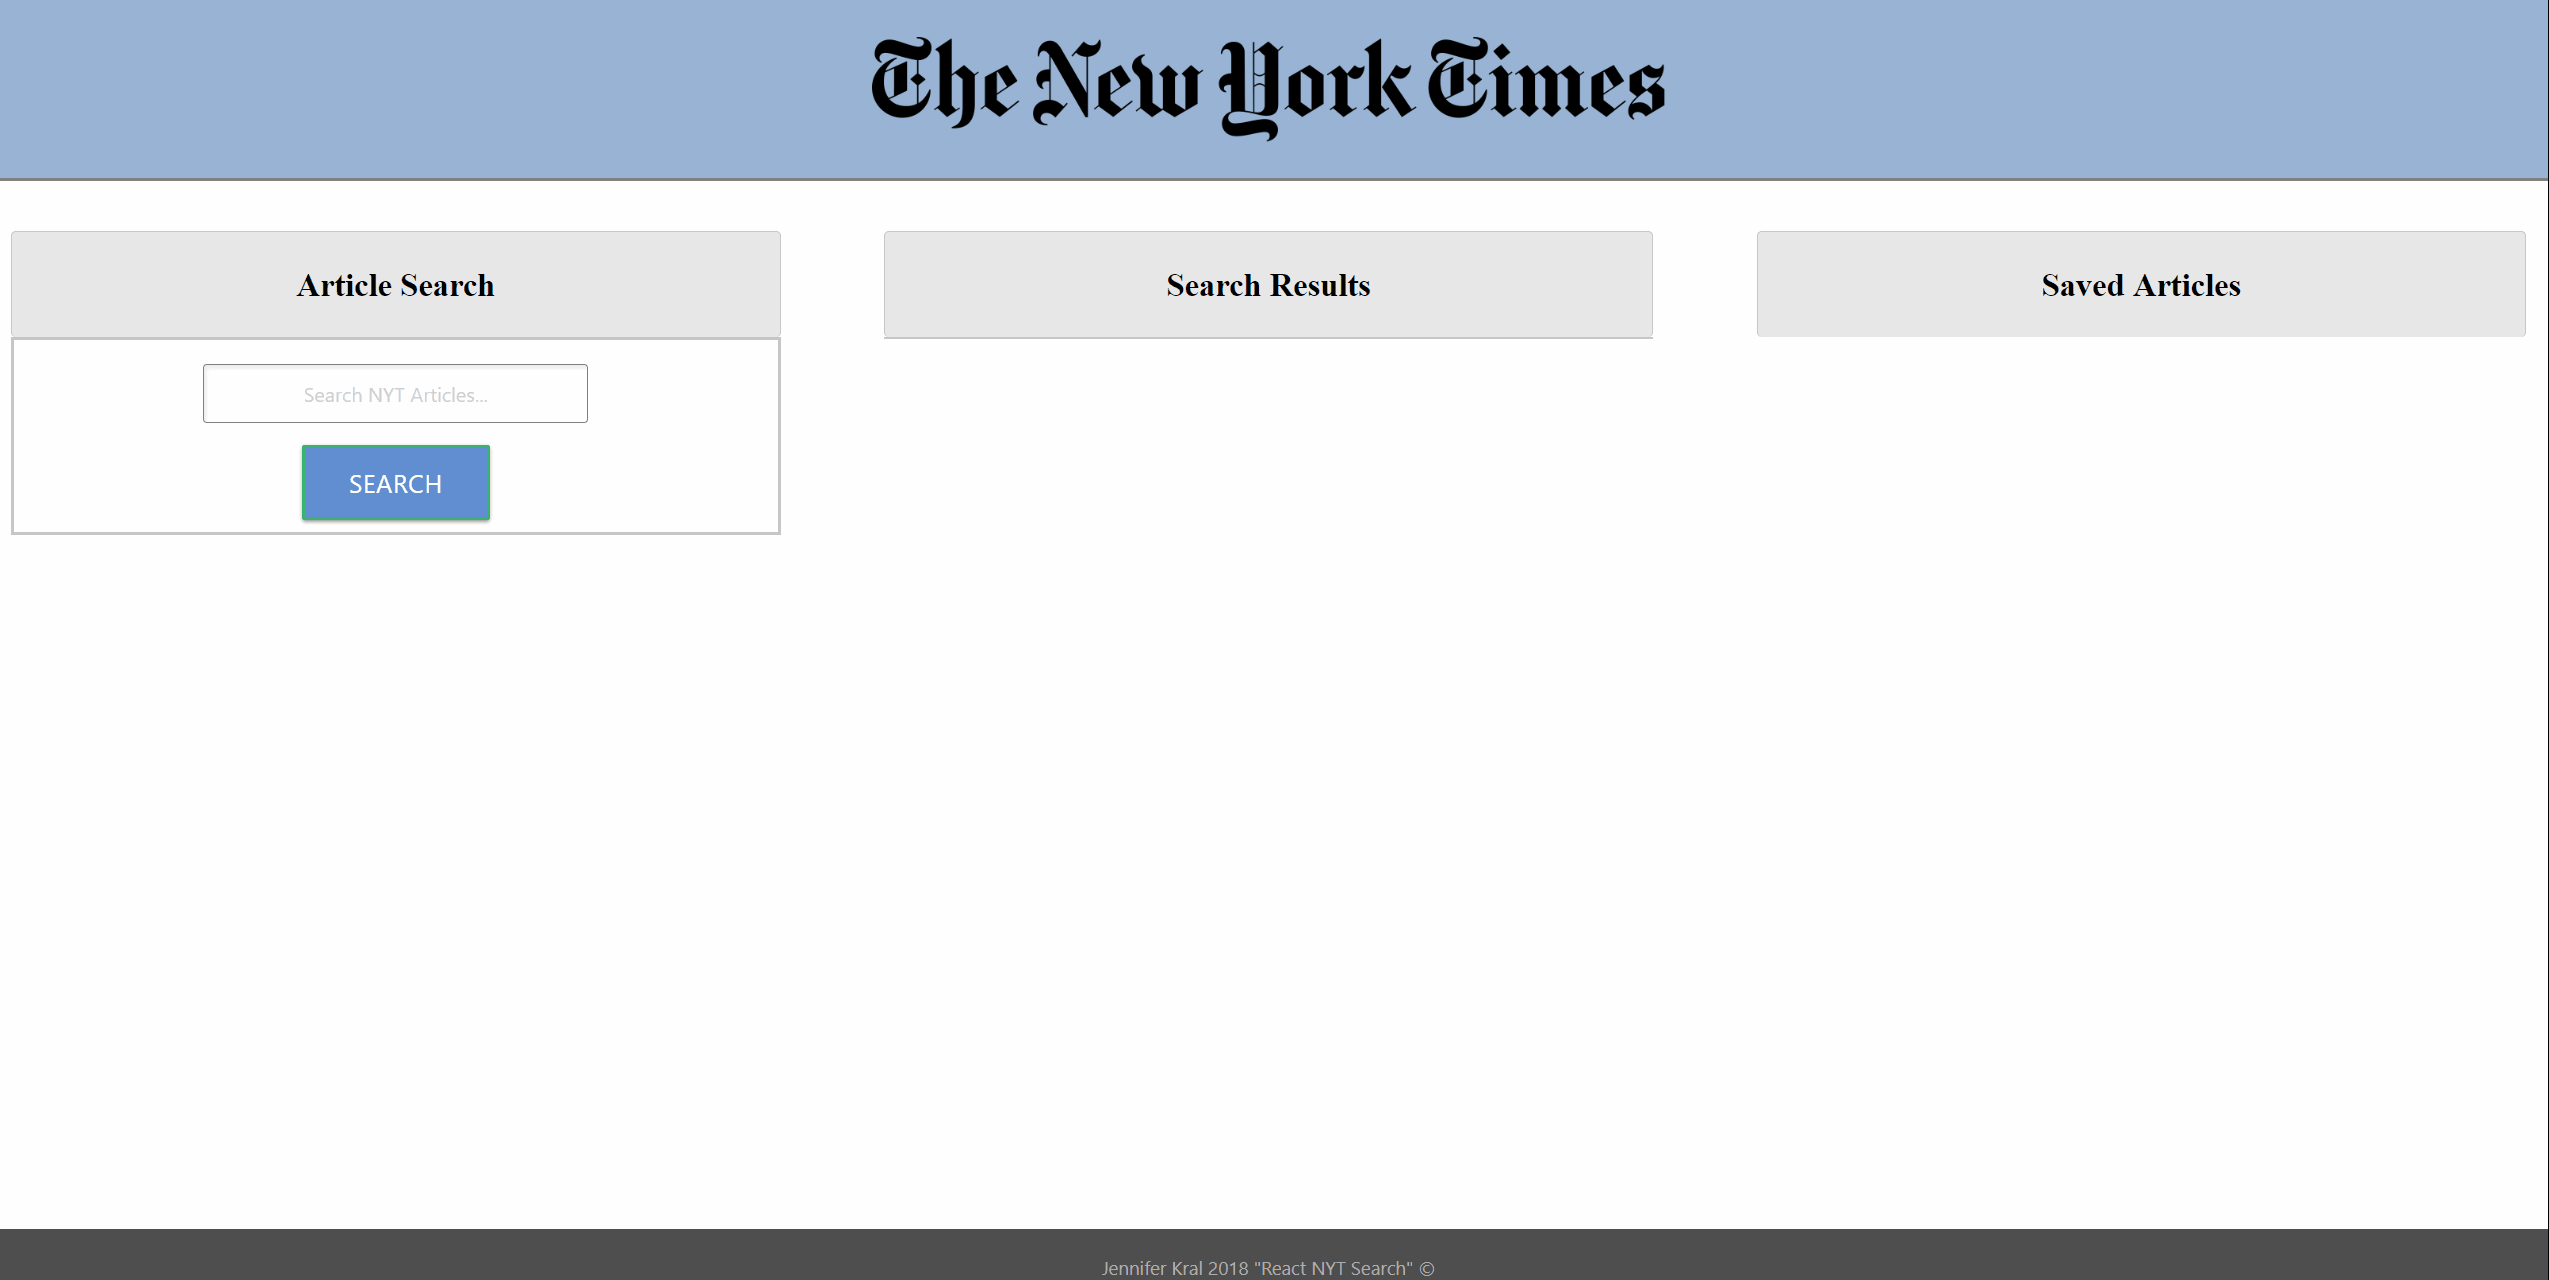 The New York Times
Article Search
Search Results
Saved Articles
Search NYT Articles...
SEARCH
Jennifer Kral 2018 "React NYT Search" ©